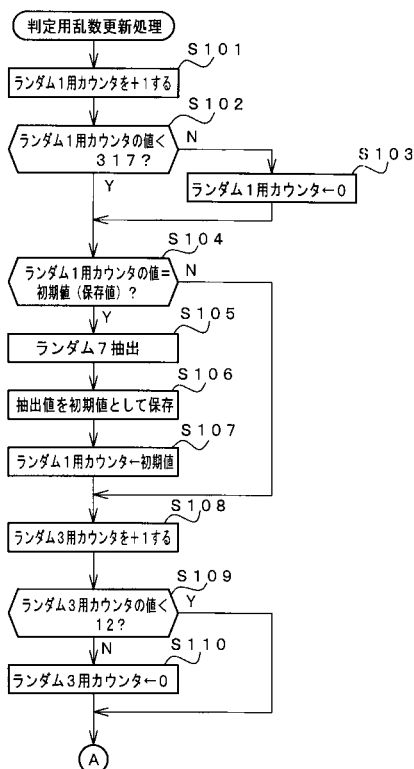 判定用乱数更新処理
S101
ランダム1用カウンタを+1する
S102
ランダム1用カウンタの値<
317?
N
Y
S103
ランダム1用カウンタ←0
S104
ランダム1用カウンタの値=
初期値(保存値)?
N
Y
S105
ランダム7抽出
S106
抽出値を初期値として保存
S107
ランダム1用カウンタ←初期値
S108
ランダム3用カウンタを+1する
S109
ランダム3用カウンタの値<
12?
Y
N
S110
ランダム3用カウンタ←0
A